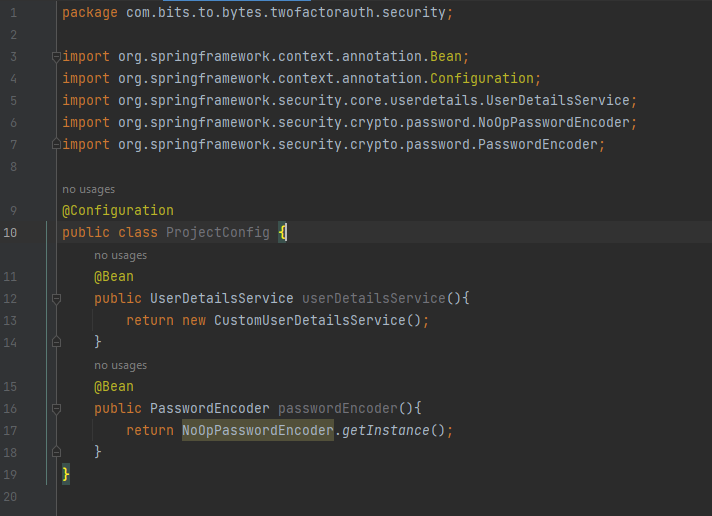 1 package com.bits.to.bytes.twofactorauth.security;
2
3 import org.springframework.context.annotation.Bean;
4 import org.springframework.context.annotation.Configuration;
5 import org.springframework.security.core.userdetails.UserDetailsService;
6 import org.springframework.security.crypto.password.NoOpPasswordEncoder;
7 import org.springframework.security.crypto.password.PasswordEncoder;
8
no usages
9 @Configuration
10 public class ProjectConfig {
no usages
11 @Bean
12 public UserDetailsService userDetailsService(){
13 return new CustomUserDetailsService();
14 }
no usages
15 @Bean
16 public PasswordEncoder passwordEncoder(){
17 return NoOpPasswordEncoder.getInstance();
18 }
19 }
20